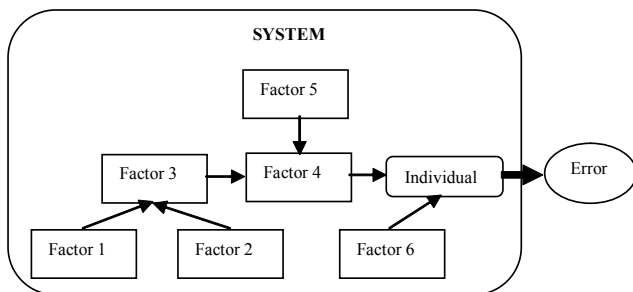 SYSTEM
Factor 5
Factor 3
Factor 4
Individual
Error
Factor 1
Factor 2
Factor 6